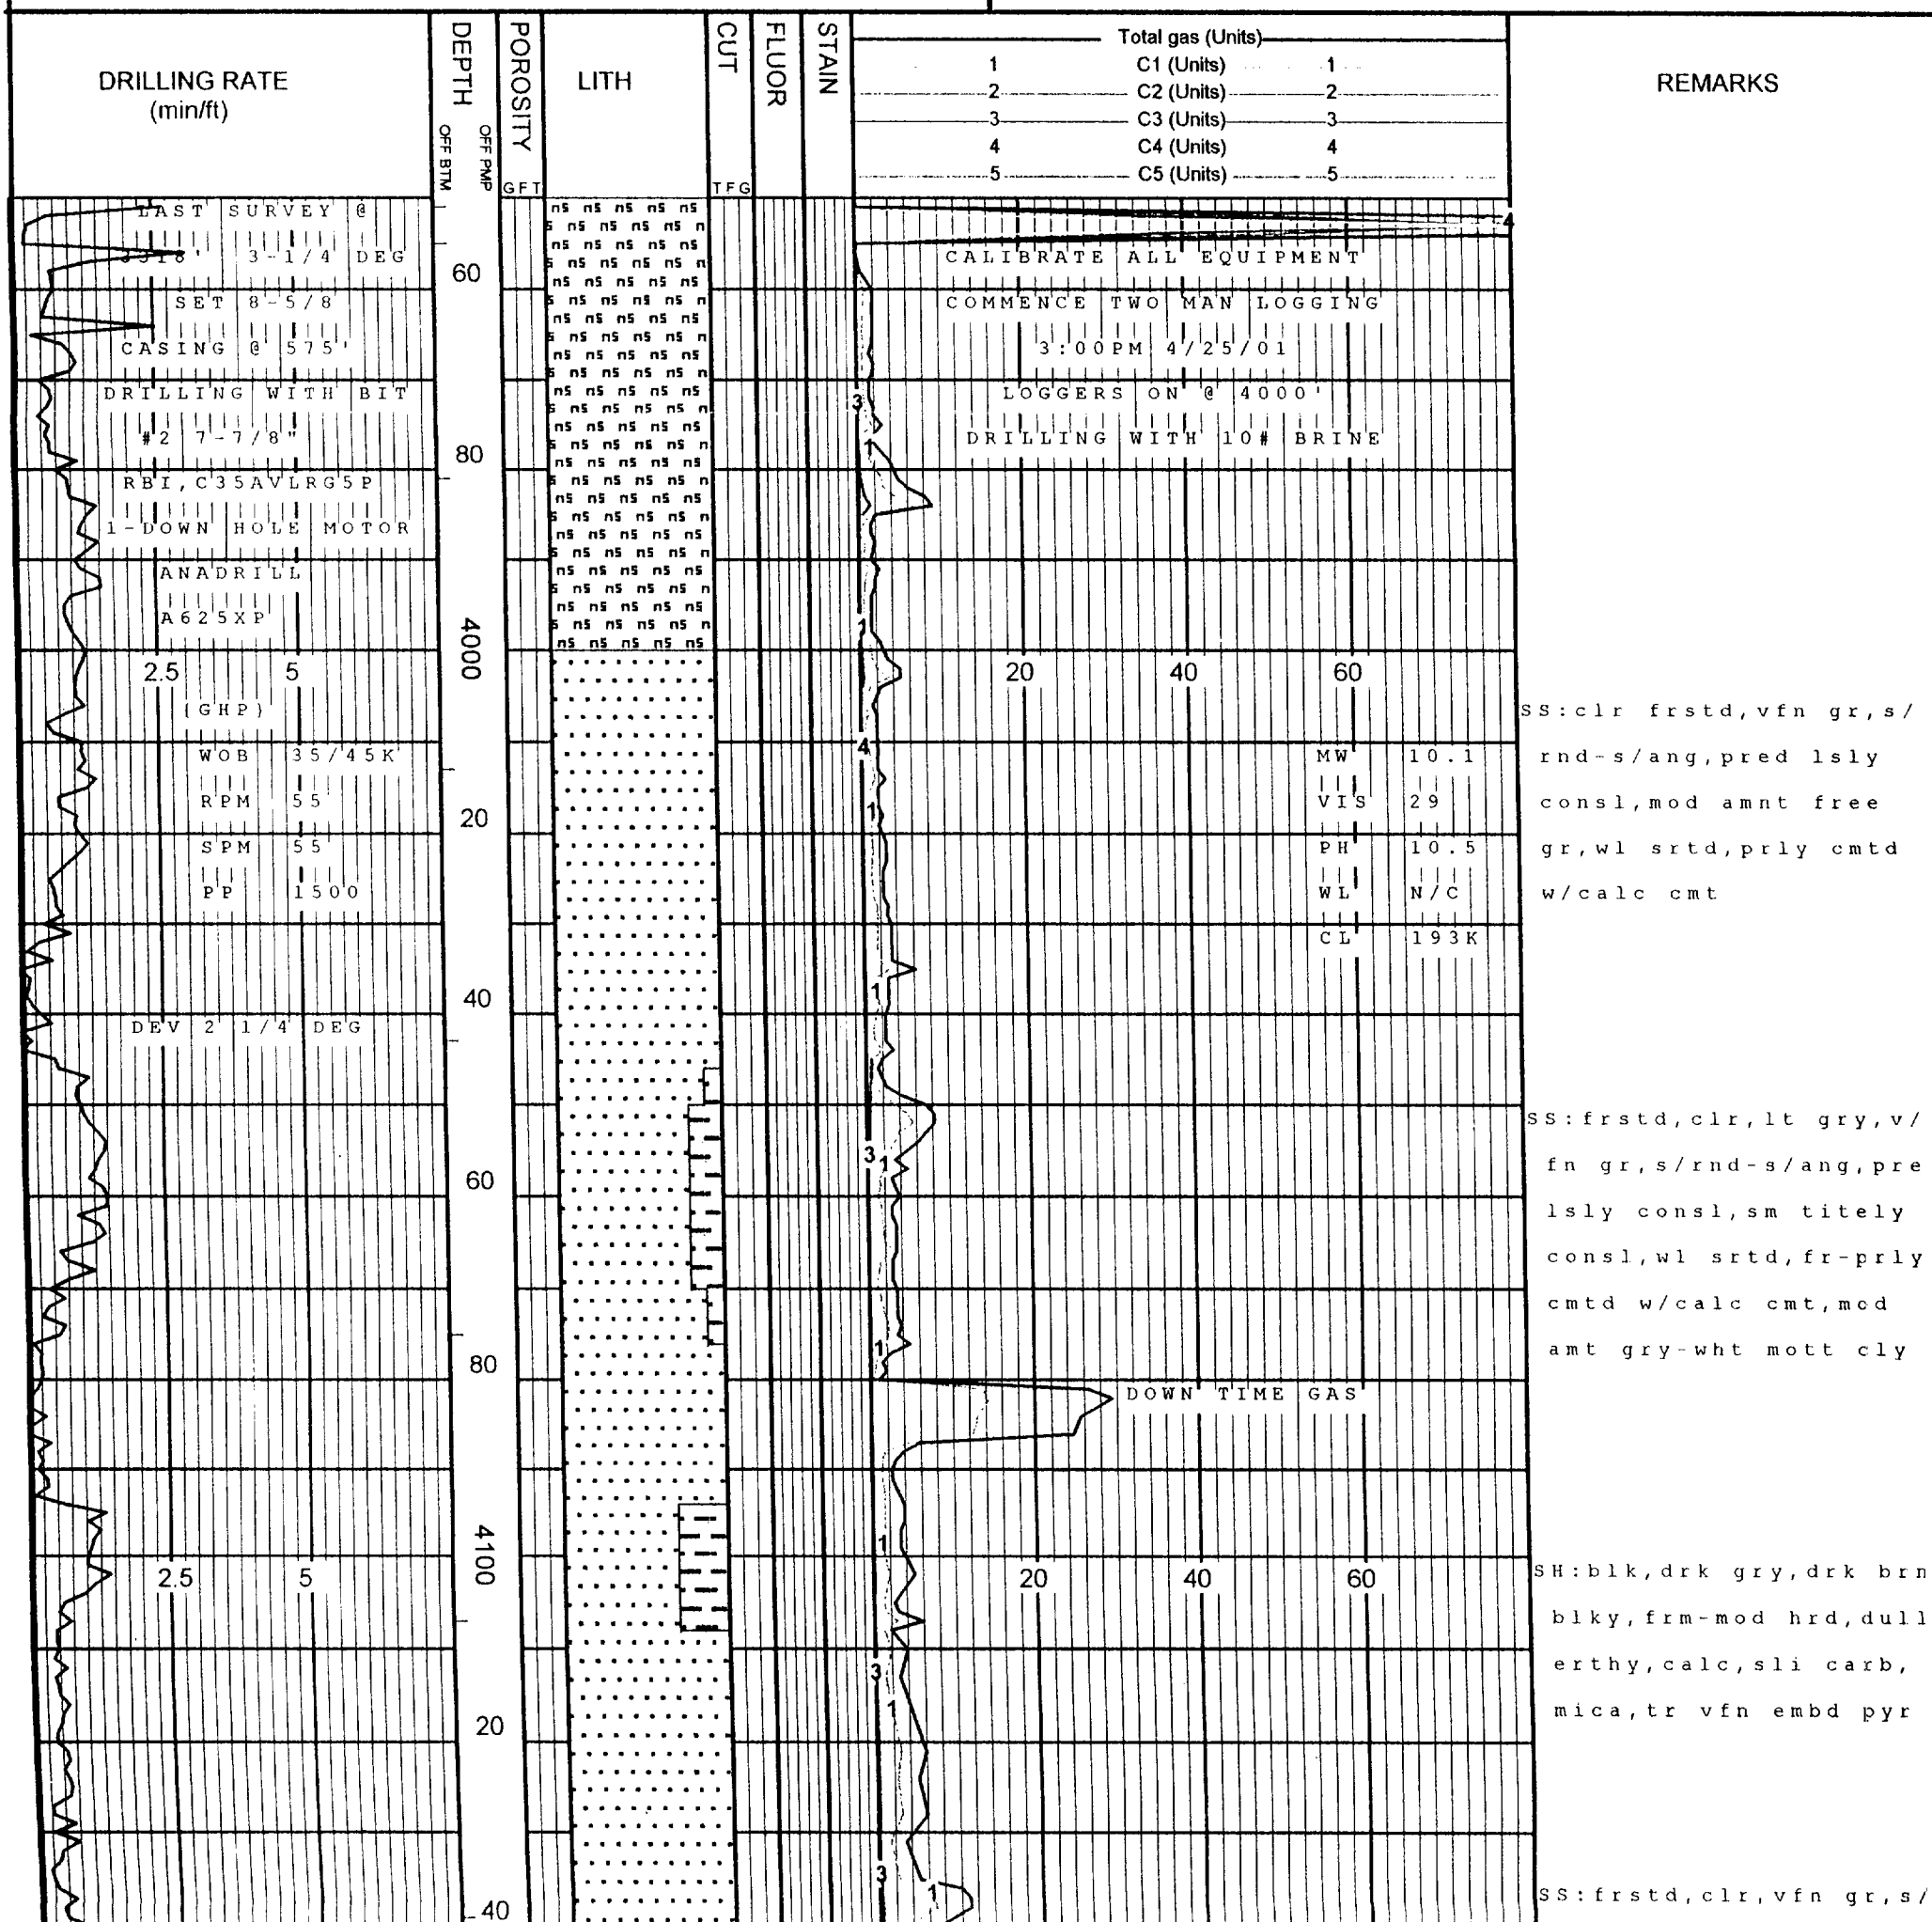 DRILLING RATE
(min/ft)
DEPTH
OFF BTM
OFF PMP
POROSITY
GFT
LITH
CUT
TFG
FLUOR
STAIN
Total gas (Units)
1 C1 (Units) 1
2 C2 (Units) 2
3 C3 (Units) 3
4 C4 (Units) 4
5 C5 (Units) 5
REMARKS
LAST SURVEY @
3-1/4 DEG
SET 8-5/8
CASING @ 575'
DRILLING WITH BIT
#2 7-7/8"
RBI,C35AVLRG5P
1-DOWN HOLE MOTOR
ANADRILL
A625XP
2.5 5
(GHP)
WOB 35/45K
RPM 55
SPM 55
PP 1500
DEV 2 1/4 DEG
2.5 5
60
80
4000
20
40
60
80
4100
20
40
CALIBRATE ALL EQUIPMENT
COMMENCE TWO MAN LOGGING
3:00PM 4/25/01
LOGGERS ON @ 4000'
DRILLING WITH 10# BRINE
20 40 60
MW 10.1
VIS 29
PH 10.5
WL N/C
CL 193K
DOWN TIME GAS
20 40 60
SS:clr frstd,vfn gr,s/
rnd-s/ang,pred lsly
consl,mod amnt free
gr,wl srtd,prly cmtd
w/calc cmt
SS:frstd,clr,lt gry,v/
fn gr,s/rnd-s/ang,pre
lsly consl,sm titely
consl,wl srtd,fr-prly
cmtd w/calc cmt,mod
amt gry-wht mott cly
SH:blk,drk gry,drk brn
blky,frm-mod hrd,dull
erthy,calc,sli carb,
mica,tr vfn embd pyr
SS:frstd,clr,vfn gr,s/